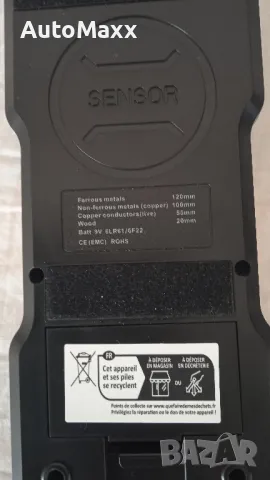 AutoMaxx
SENSOR
Ferrous metals 120mm
Non-ferrous metals (copper) 100mm
Copper conductors(live) 50mm
Wood 20mm
Batt 9V 6LR61/6F22
CE(EMC) ROHS
FR
Cet appareil
et ses piles
se recyclent
À DÉPOSER
EN MAGASIN
OU
À DÉPOSER
EN DÉCHÈTERIE
Points de collecte sur www.quefairedemesdechets.fr
Privilégiez la réparation ou le don de votre appareil !
BAZAR